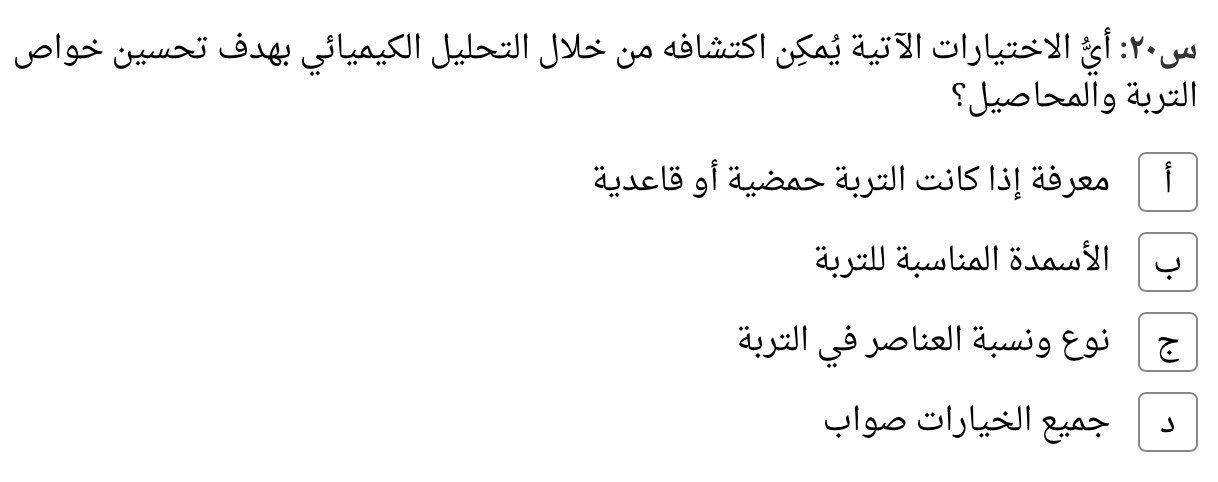 س٢٠: أيُّ الاختيارات الآتية يُمكِن اكتشافه من خلال التحليل الكيميائي بهدف تحسين خواص
التربة والمحاصيل؟
أ معرفة إذا كانت التربة حمضية أو قاعدية
ب الأسمدة المناسبة للتربة
ج نوع ونسبة العناصر في التربة
د جميع الخيارات صواب